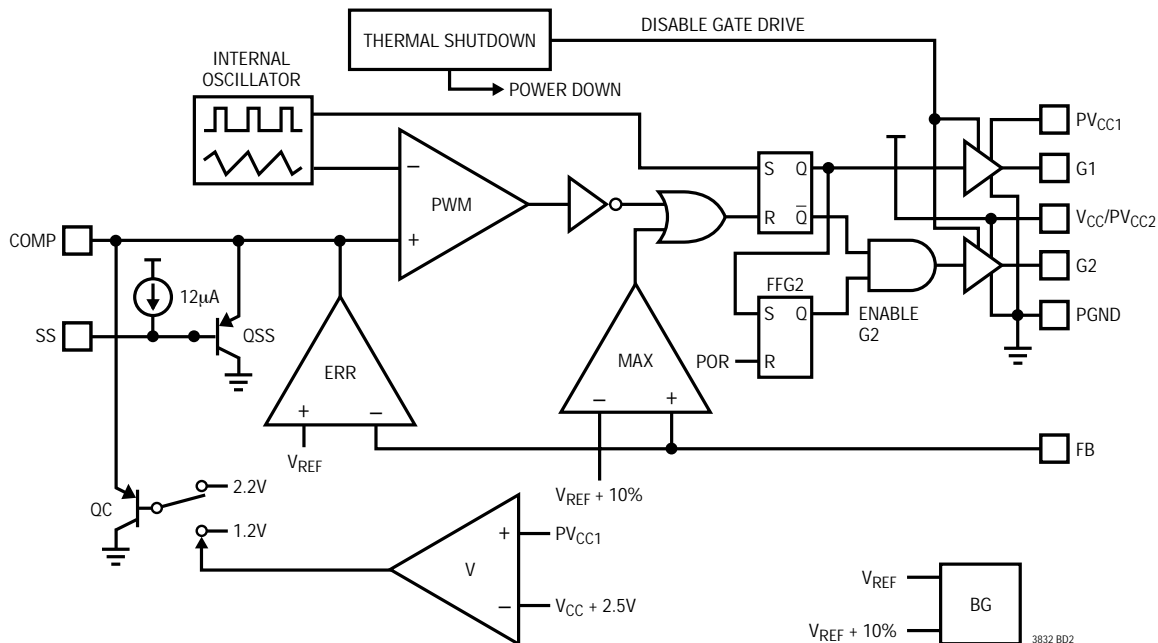 DISABLE GATE DRIVE
THERMAL SHUTDOWN
INTERNAL
OSCILLATOR
POWER DOWN
PVCC1
−
S Q
G1
PWM
R Q̅
VCC/PVCC2
COMP
+
12µA
G2
FFG2
S Q
ENABLE
G2
SS
QSS
PGND
ERR
MAX
POR
R
+ −
− +
VREF
FB
2.2V
VREF + 10%
QC
1.2V
+
PVCC1
V
VREF
BG
−
VCC + 2.5V
VREF + 10%
3832 BD2